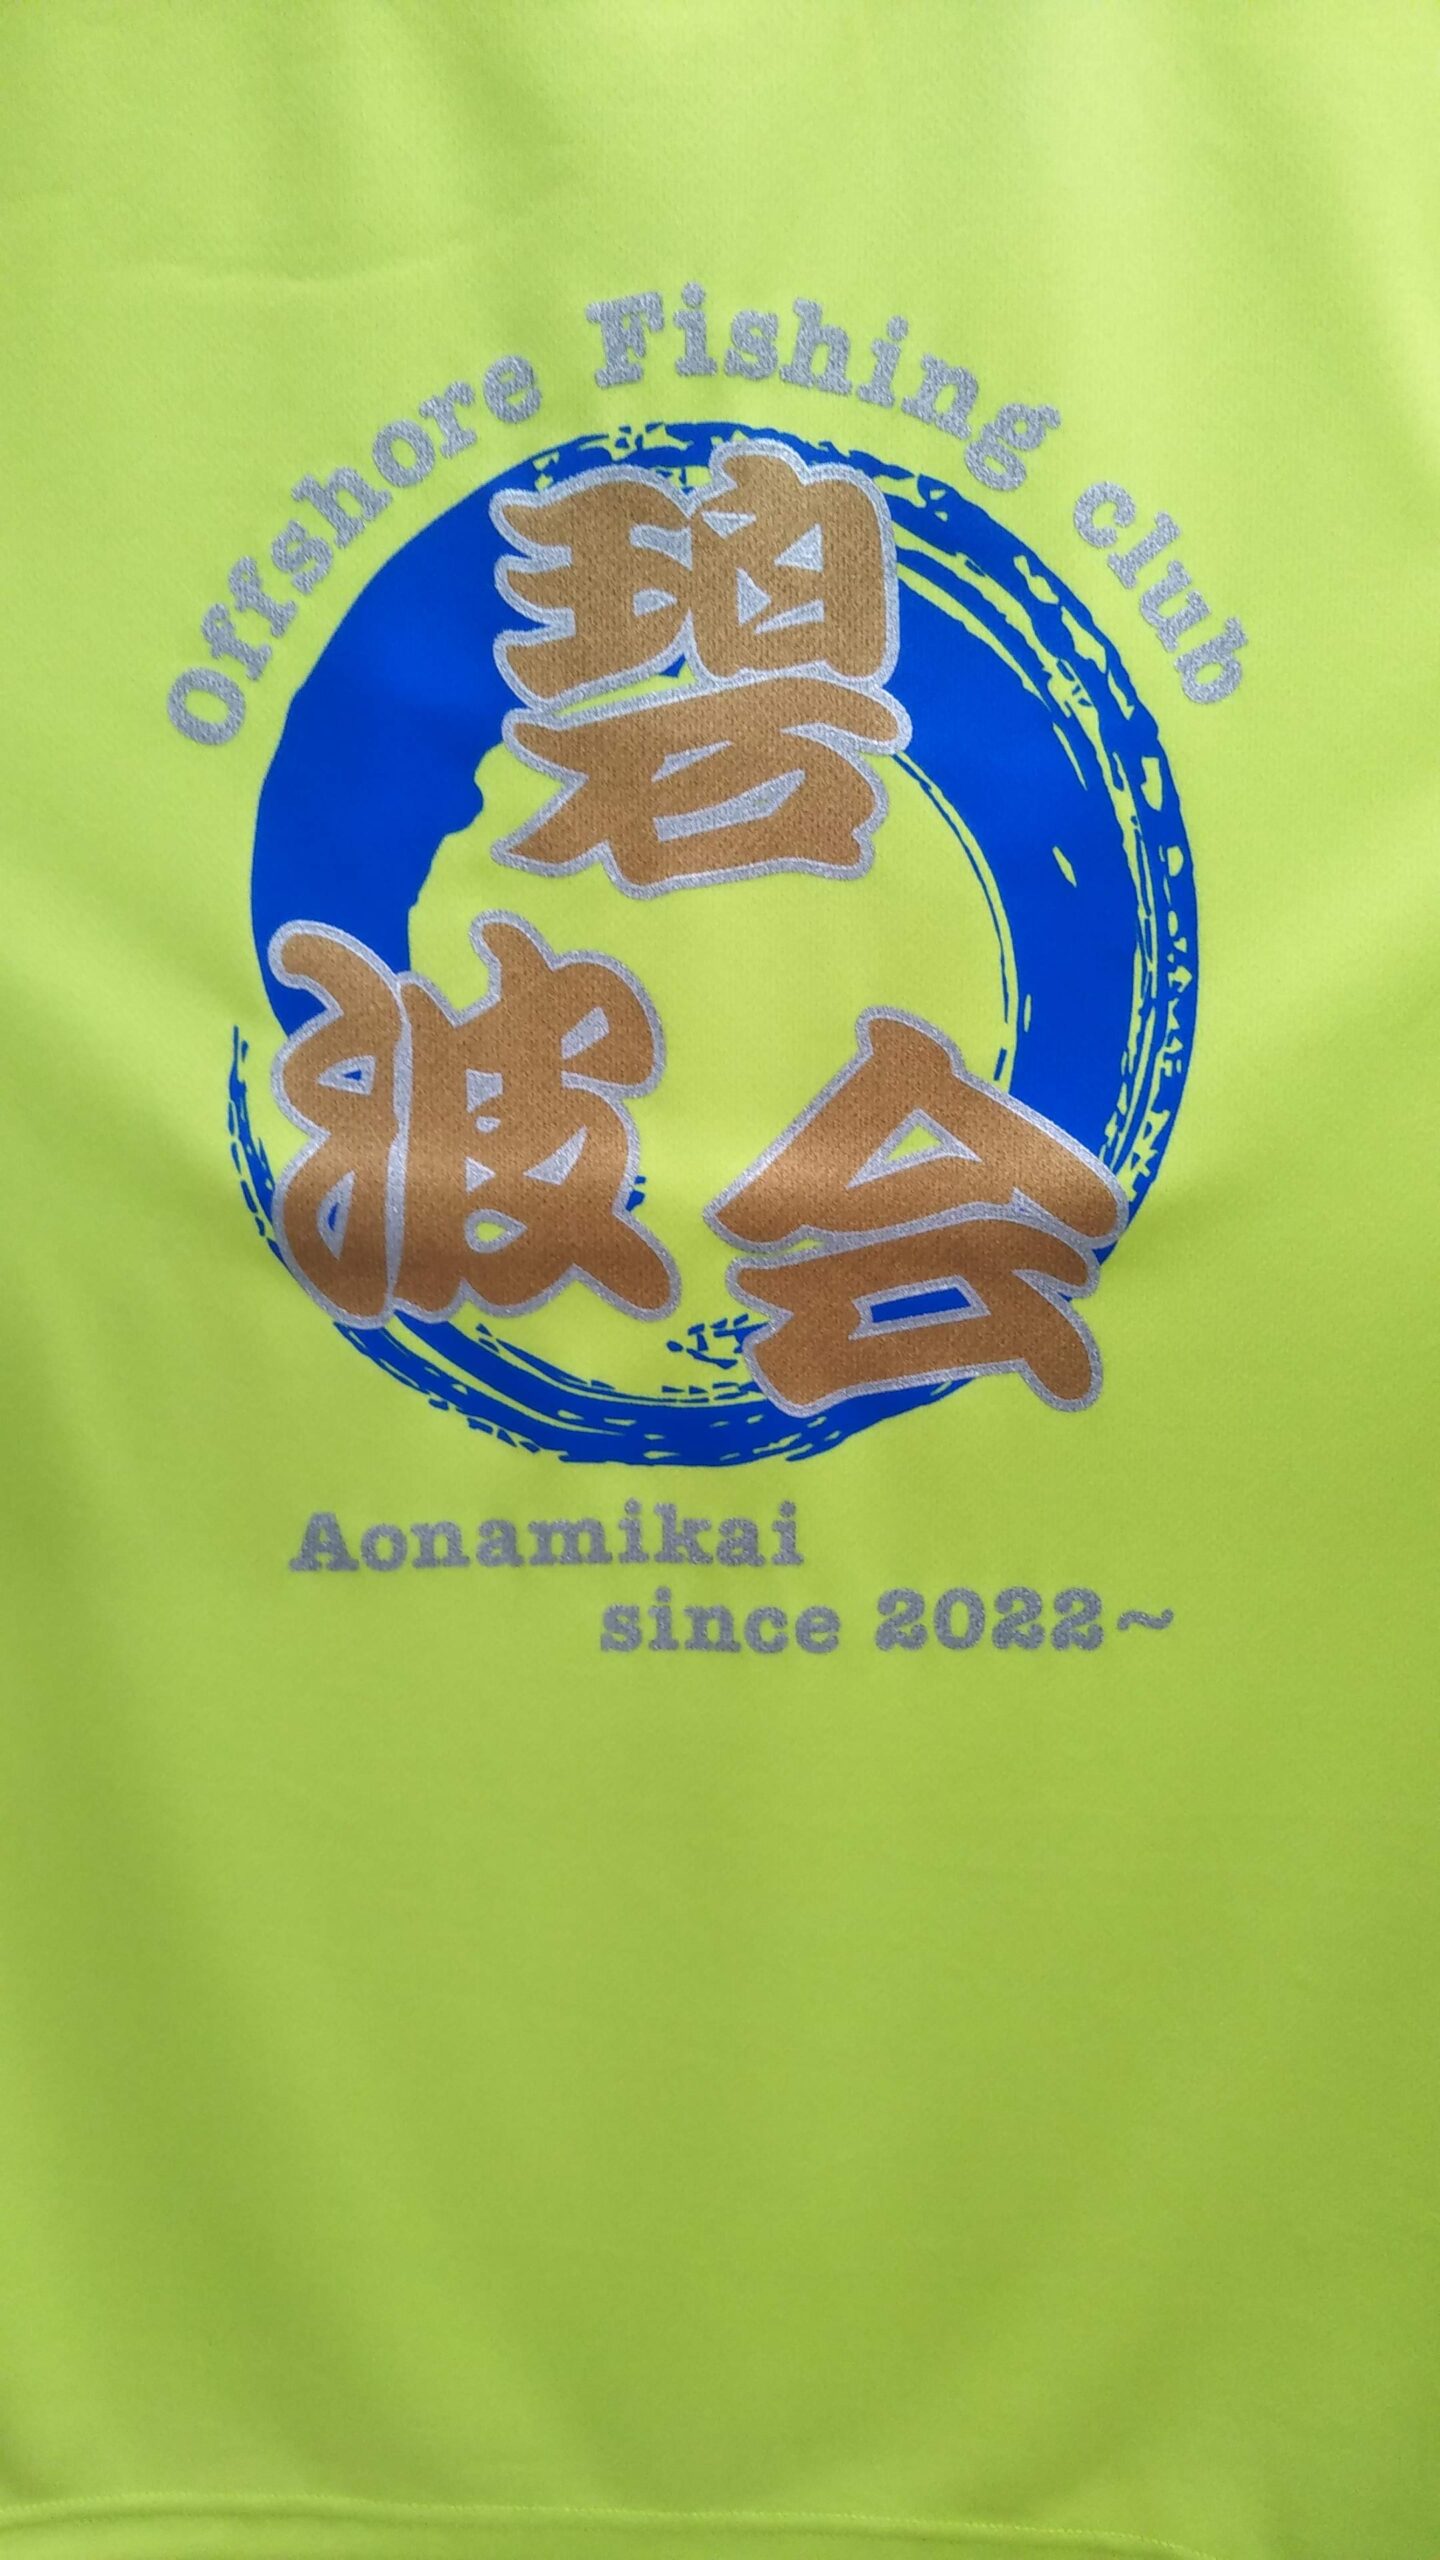 Offshore Fishing club
碧
波会
Aonamikai
since 2022~